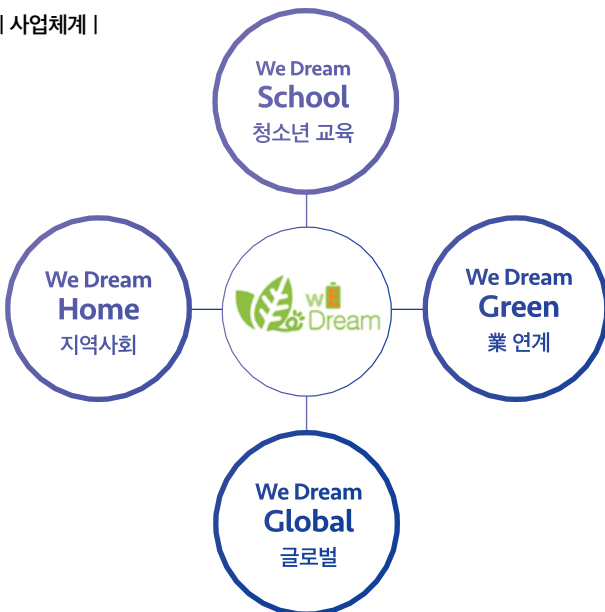 | 사업체계 |
We Dream
School
청소년 교육
We Dream
Home
지역사회
wE
Dream
We Dream
Green
業 연계
We Dream
Global
글로벌